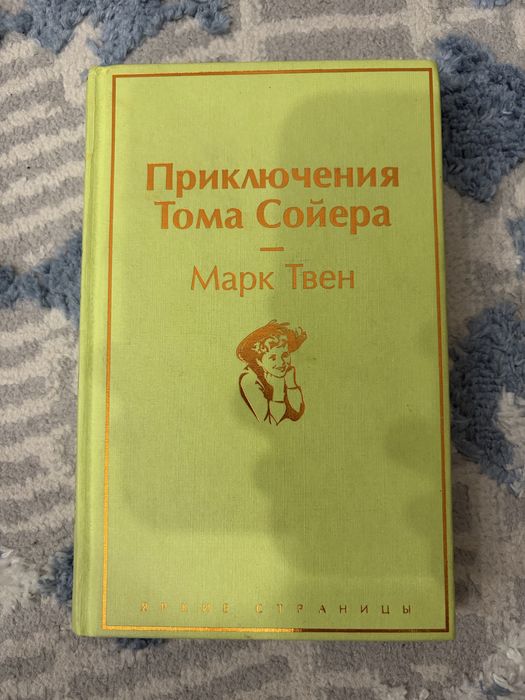 Приключения
Тома Сойера
Марк Твен
ЯРКИЕ СТРАНИЦЫ